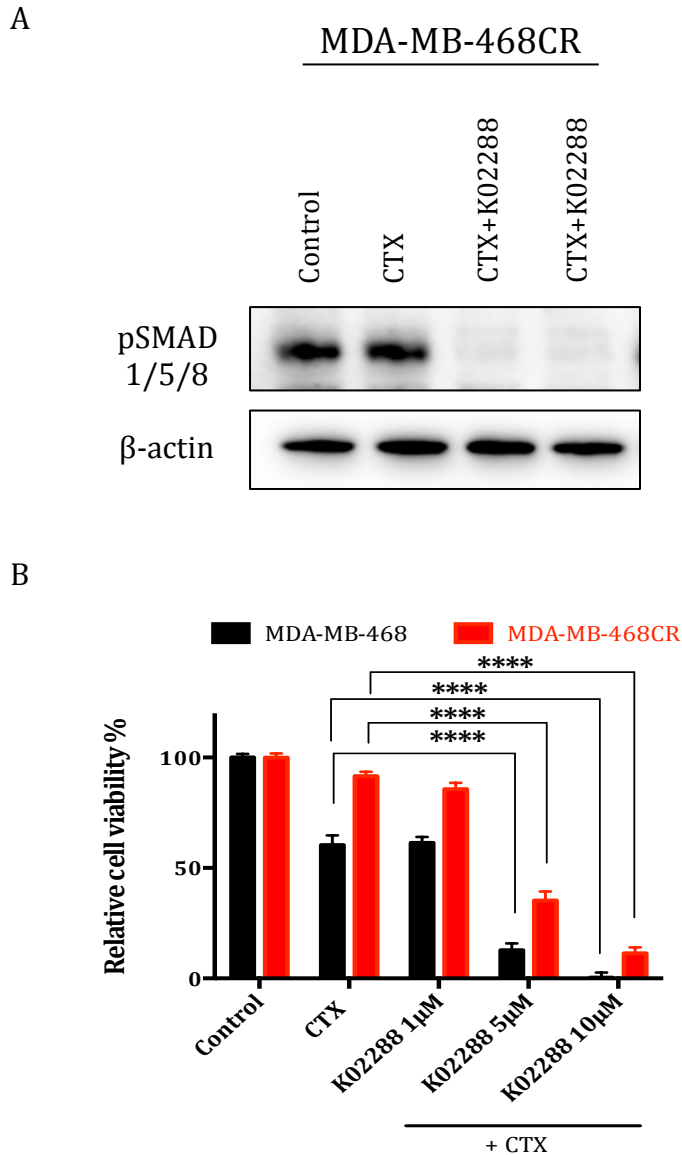 A
MDA-MB-468CR
Control
CTX
CTX+K02288
CTX+K02288
pSMAD
1/5/8
β-actin
B
MDA-MB-468
MDA-MB-468CR
****
****
****
****
Relative cell viability %
100
50
0
Control
CTX
K02288 1μM
K02288 5μM
K02288 10μM
+ CTX